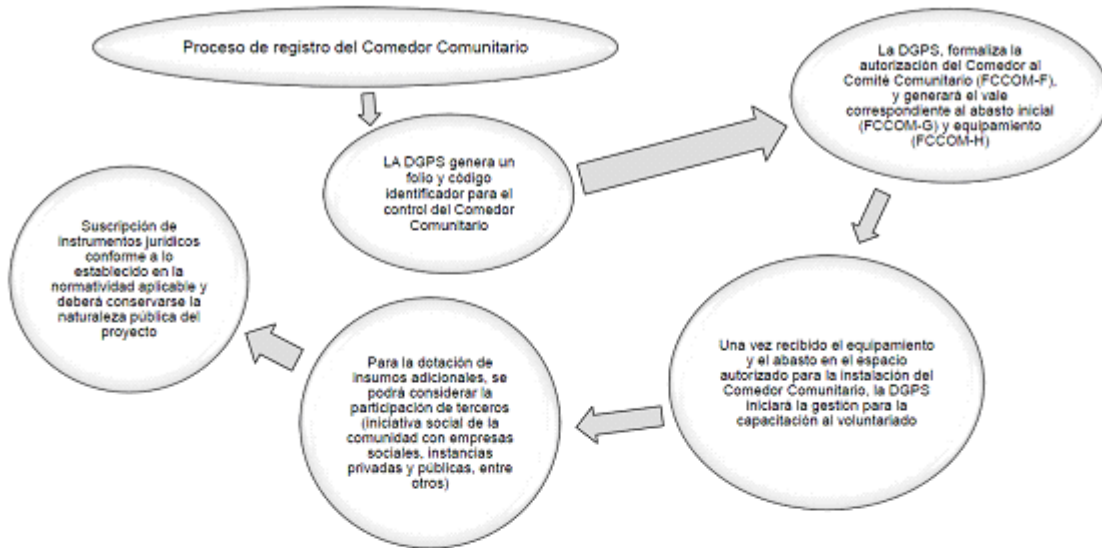 Proceso de registro del Comedor Comunitario
LA DGPS genera un
folio y código
identificador para el
control del Comedor
Comunitario
La DGPS, formaliza la
autorización del Comedor al
Comité Comunitario (FCCOM-F),
y generará el vale
correspondiente al abasto inicial
(FCCOM-G) y equipamiento
(FCCOM-H)
Una vez recibido el equipamiento
y el abasto en el espacio
autorizado para la instalación del
Comedor Comunitario, la DGPS
iniciará la gestión para la
capacitación al voluntariado
Para la dotación de
insumos adicionales, se
podrá considerar la
participación de terceros
(iniciativa social de la
comunidad con empresas
sociales, instancias
privadas y públicas, entre
otros)
Suscripción de
instrumentos jurídicos
conforme a lo
establecido en la
normatividad aplicable y
deberá conservarse la
naturaleza pública del
proyecto